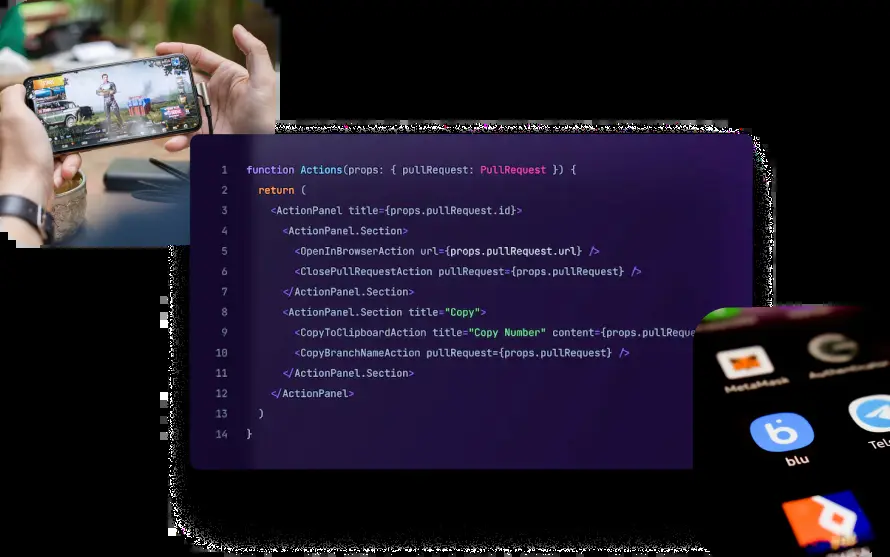 1 function Actions(props: { pullRequest: PullRequest }) {
2 return (
3 <ActionPanel title={props.pullRequest.id}>
4 <ActionPanel.Section>
5 <OpenInBrowserAction url={props.pullRequest.url} />
6 <ClosePullRequestAction pullRequest={props.pullRequest} />
7 </ActionPanel.Section>
8 <ActionPanel.Section title="Copy">
9 <CopyToClipboardAction title="Copy Number" content={props.pullReque
10 <CopyBranchNameAction pullRequest={props.pullRequest} />
11 </ActionPanel.Section>
12 </ActionPanel>
13 )
14 }
MetaMask
Authenticator
blu
Tel